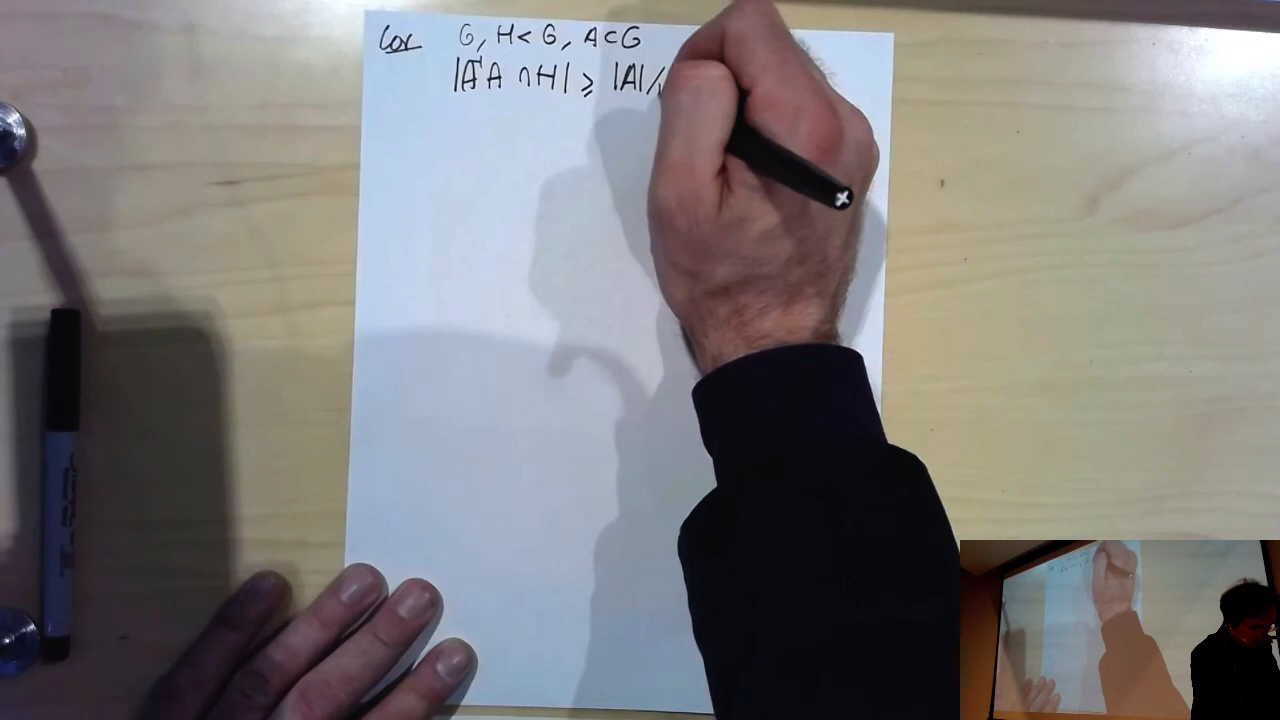 Cor G, H < G, A ⊂ G
|A⁻¹A ∩ H| ⩾ |A|/